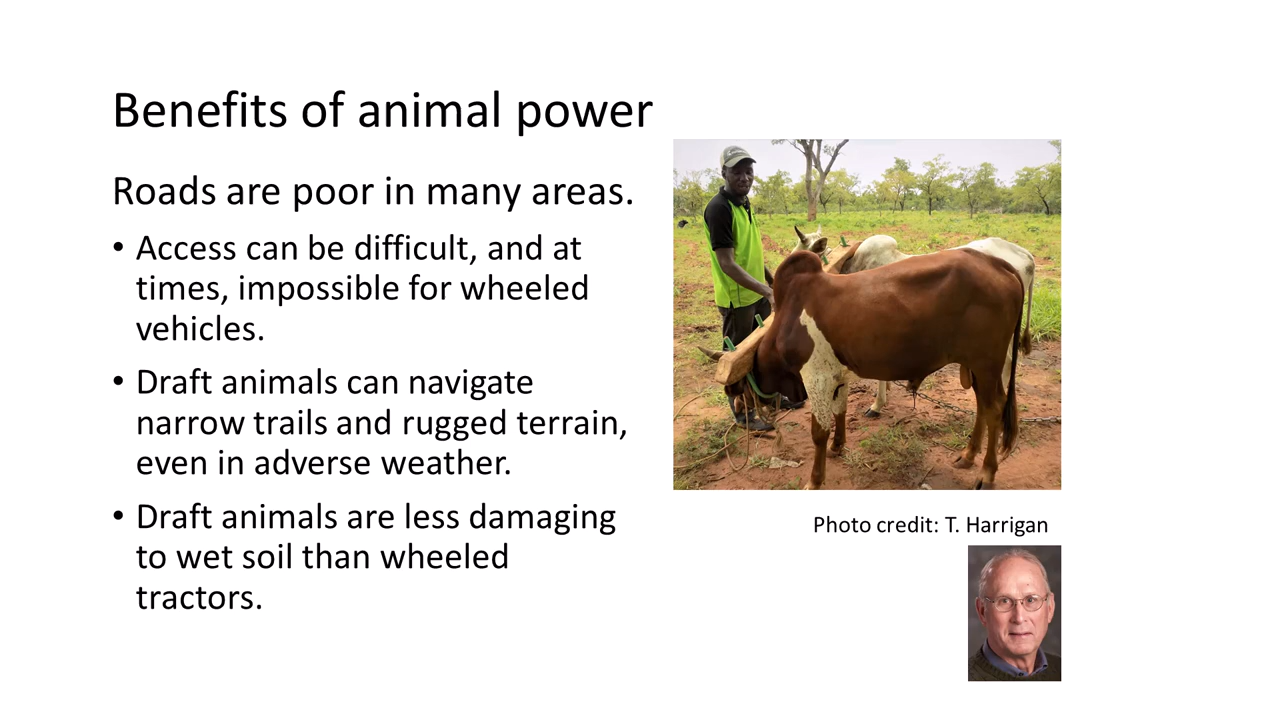 Benefits of animal power
Roads are poor in many areas.
• Access can be difficult, and at
times, impossible for wheeled
vehicles.
• Draft animals can navigate
narrow trails and rugged terrain,
even in adverse weather.
• Draft animals are less damaging
to wet soil than wheeled
tractors.
Photo credit: T. Harrigan